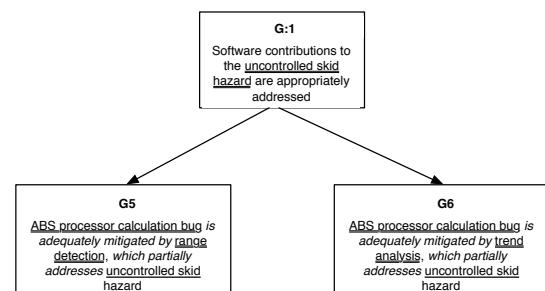 G:1
Software contributions to
the uncontrolled skid
hazard are appropriately
addressed
G5
ABS processor calculation bug is
adequately mitigated by range
detection, which partially
addresses uncontrolled skid
hazard
G6
ABS processor calculation bug is
adequately mitigated by trend
analysis, which partially
addresses uncontrolled skid
hazard